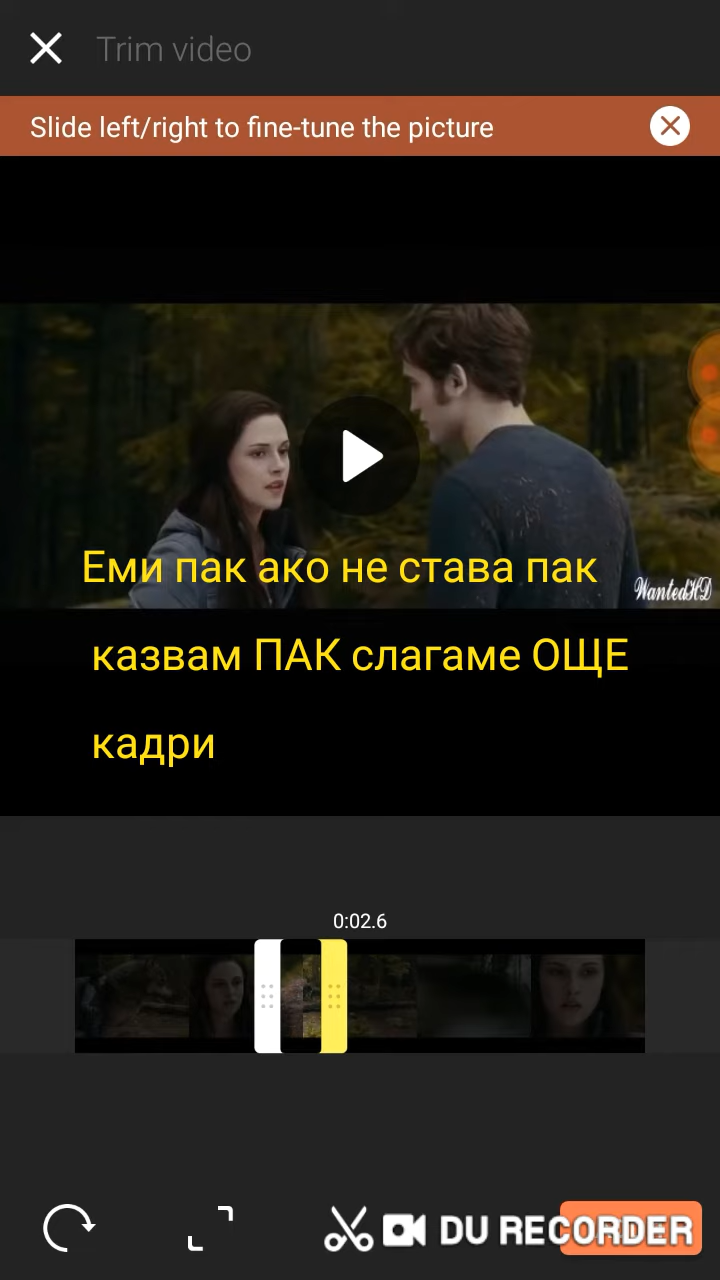 Trim video
Slide left/right to fine-tune the picture
Еми пак ако не става пак
WantedHD
казвам ПАК слагаме ОЩЕ
кадри
0:02.6
DU RECORDER